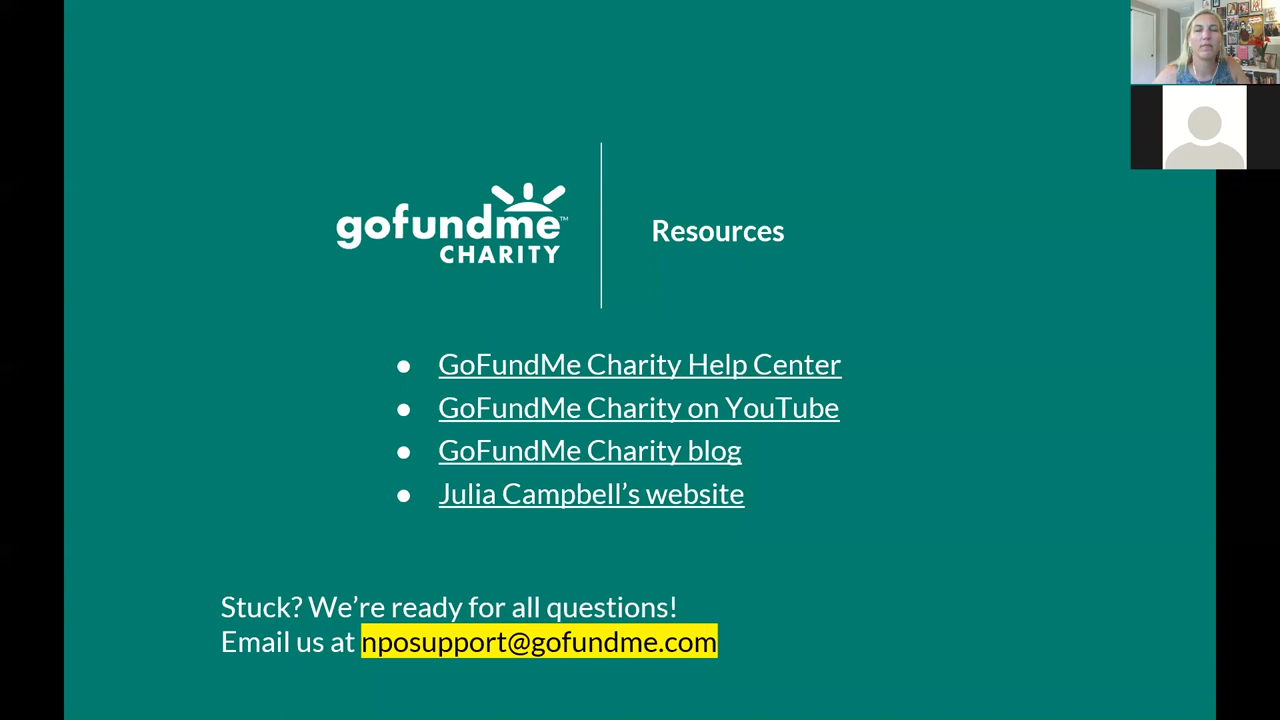 gofundme™
CHARITY
Resources
● GoFundMe Charity Help Center
● GoFundMe Charity on YouTube
● GoFundMe Charity blog
● Julia Campbell’s website
Stuck? We’re ready for all questions!
Email us at nposupport@gofundme.com